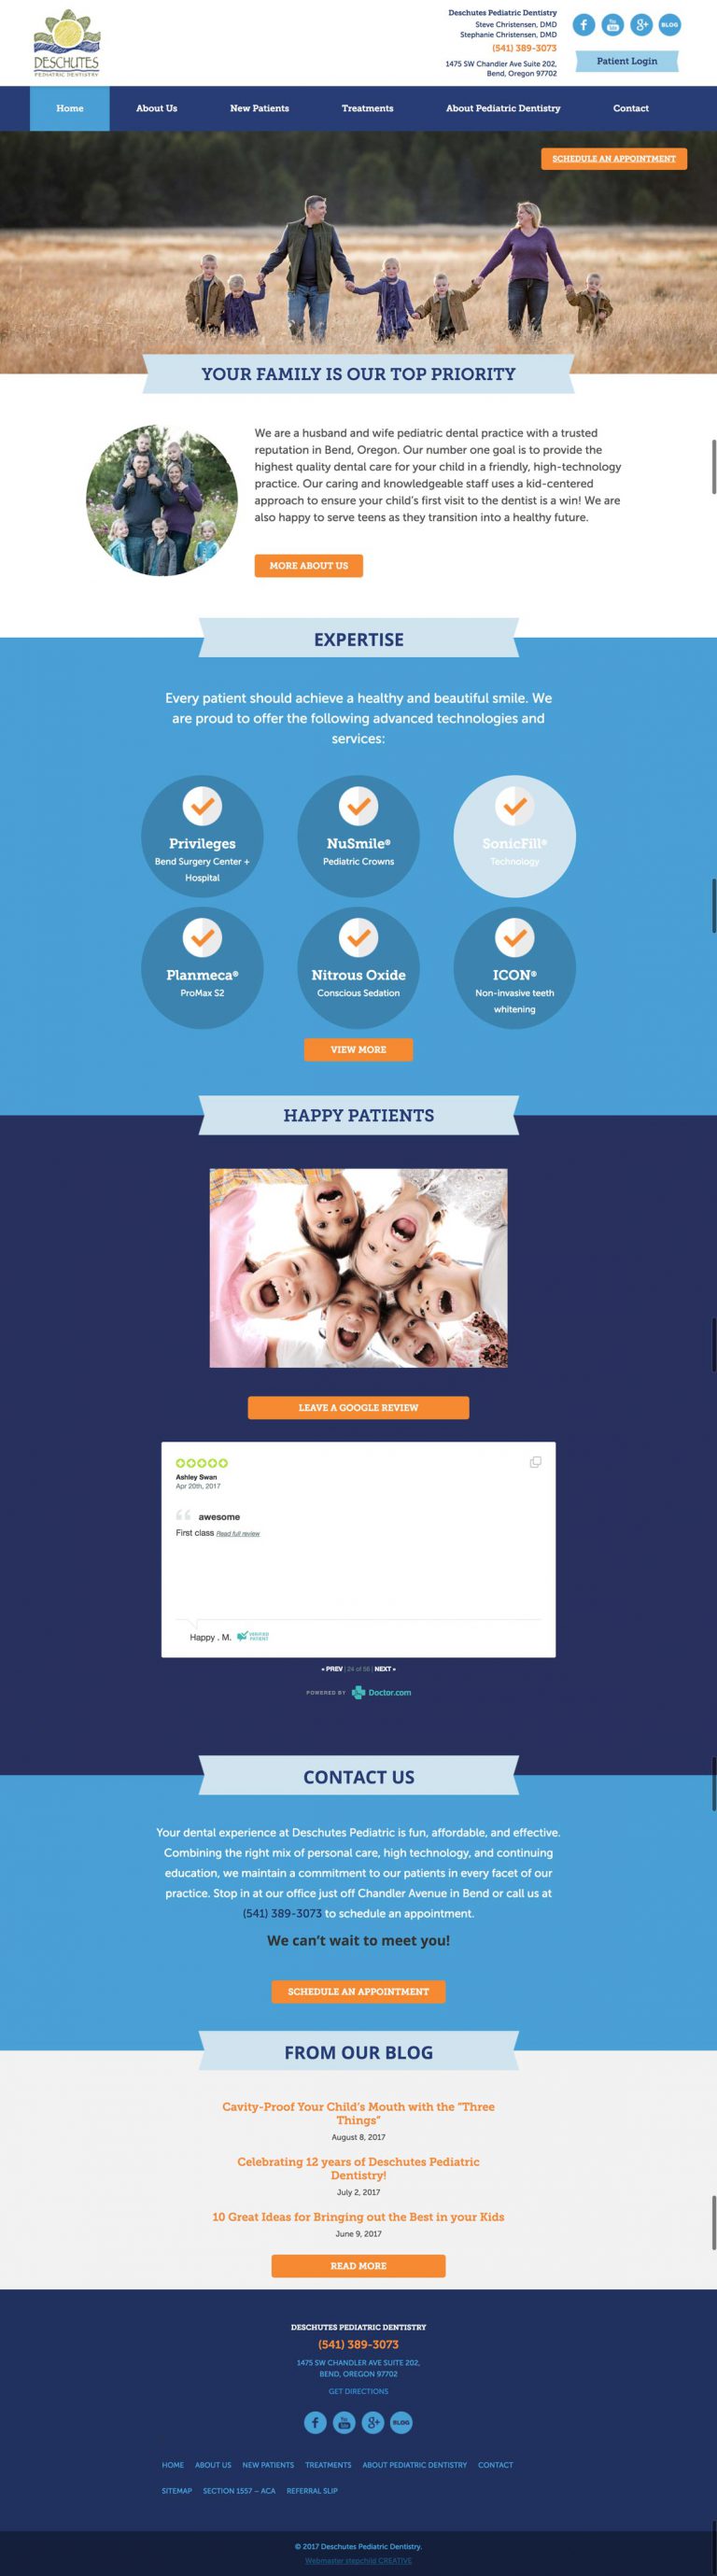 DESCHUTES
PEDIATRIC DENTISTRY
Deschutes Pediatric Dentistry
Steve Christensen, DMD
Stephanie Christensen, DMD
(541) 389-3073
1475 SW Chandler Ave Suite 202,
Bend, Oregon 97702
f
You
Tube
g+
BLOG
Patient Login
Home
About Us
New Patients
Treatments
About Pediatric Dentistry
Contact
SCHEDULE AN APPOINTMENT
YOUR FAMILY IS OUR TOP PRIORITY
We are a husband and wife pediatric dental practice with a trusted
reputation in Bend, Oregon. Our number one goal is to provide the
highest quality dental care for your child in a friendly, high-technology
practice. Our caring and knowledgeable staff uses a kid-centered
approach to ensure your child's first visit to the dentist is a win! We are
also happy to serve teens as they transition into a healthy future.
MORE ABOUT US
EXPERTISE
Every patient should achieve a healthy and beautiful smile. We
are proud to offer the following advanced technologies and
services:
Privileges
Bend Surgery Center +
Hospital
NuSmile®
Pediatric Crowns
SonicFill®
Technology
Planmeca®
ProMax S2
Nitrous Oxide
Conscious Sedation
ICON®
Non-invasive teeth
whitening
VIEW MORE
HAPPY PATIENTS
LEAVE A GOOGLE REVIEW
Ashley Swan
Apr 20th, 2017
awesome
First class Read full review
Happy . M. VERIFIED
PATIENT
« PREV | 24 of 56 | NEXT »
POWERED BY Doctor.com
CONTACT US
Your dental experience at Deschutes Pediatric is fun, affordable, and effective.
Combining the right mix of personal care, high technology, and continuing
education, we maintain a commitment to our patients in every facet of our
practice. Stop in at our office just off Chandler Avenue in Bend or call us at
(541) 389-3073 to schedule an appointment.
We can't wait to meet you!
SCHEDULE AN APPOINTMENT
FROM OUR BLOG
Cavity-Proof Your Child's Mouth with the "Three
Things"
August 8, 2017
Celebrating 12 years of Deschutes Pediatric
Dentistry!
July 2, 2017
10 Great Ideas for Bringing out the Best in your Kids
June 9, 2017
READ MORE
DESCHUTES PEDIATRIC DENTISTRY
(541) 389-3073
1475 SW CHANDLER AVE SUITE 202,
BEND, OREGON 97702
GET DIRECTIONS
f
You
Tube
g+
BLOG
HOME ABOUT US NEW PATIENTS TREATMENTS ABOUT PEDIATRIC DENTISTRY CONTACT
SITEMAP SECTION 1557 – ACA REFERRAL SLIP
© 2017 Deschutes Pediatric Dentistry.
Webmaster stepchild CREATIVE